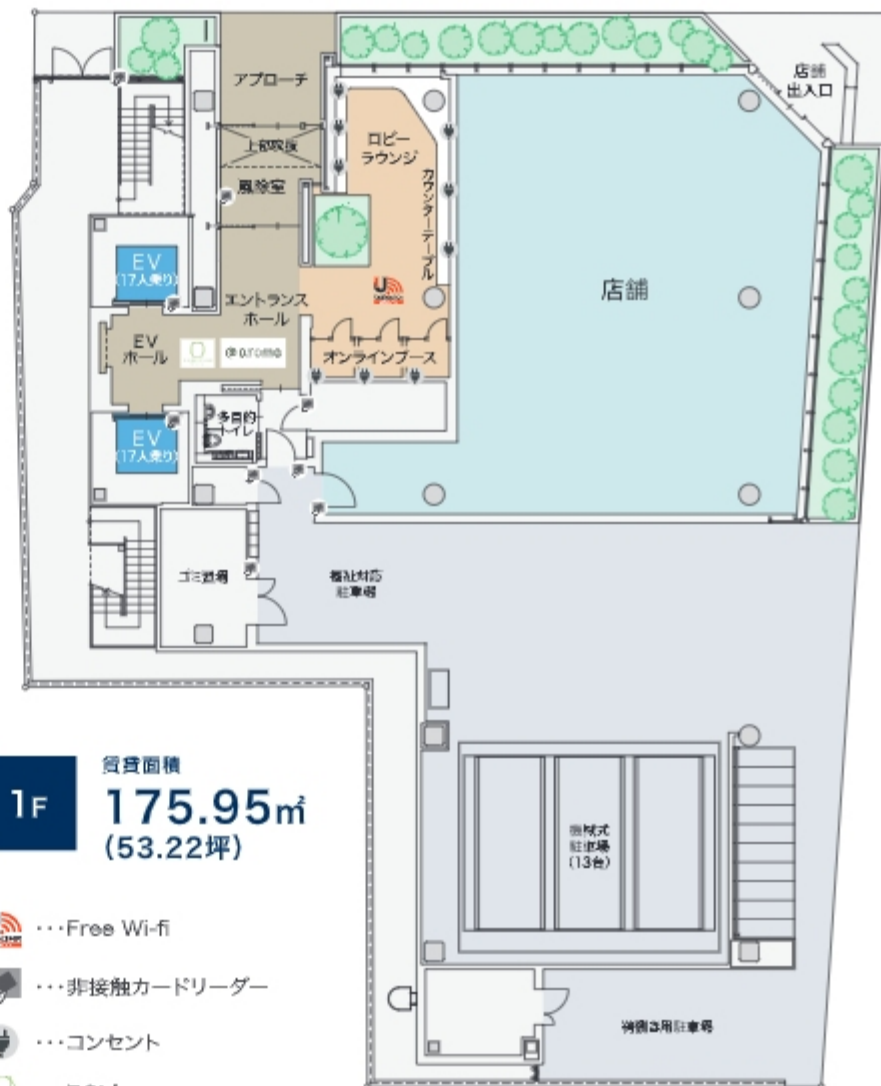 アプローチ
上部吹抜
風除室
ロビー
ラウンジ
カウンターテーブル
店舗
出入口
店舗
EV
(17人乗り)
エントランス
ホール
EV
ホール
@aroma
オンラインブース
EV
(17人乗り)
多目的
トイレ
ゴミ置場
福祉対応
駐車場
1F
賃貸面積
175.95㎡
(53.22坪)
機械式
駐車場
(13台)
荷捌き用駐車場
···Free Wi-fi
···非接触カードリーダー
···コンセント